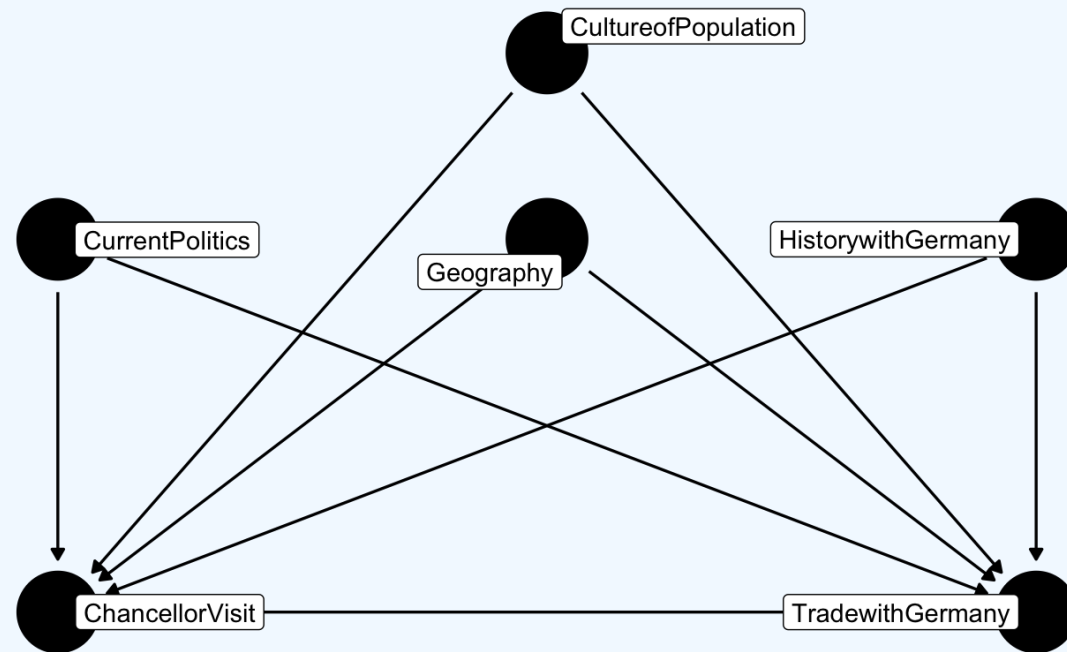 CultureofPopulation
CurrentPolitics
HistorywithGermany
Geography
ChancellorVisit
TradewithGermany